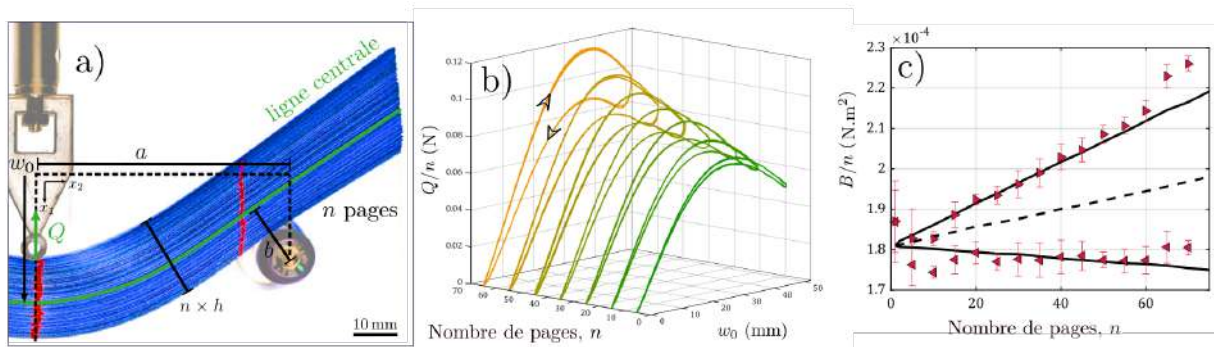 a)
ligne centrale
w₀
a
x₂
x₁
Q
b
n pages
n × h
10 mm
b)
Q/n (N)
0.12
0.1
0.08
0.06
0.04
0.02
0
70
60
50
40
30
20
10
0
0
10
20
30
40
50
Nombre de pages, n
w₀ (mm)
c)
×10⁻⁴
B/n (N.m²)
2.3
2.2
2.1
2
1.9
1.8
1.7
0
20
40
60
Nombre de pages, n